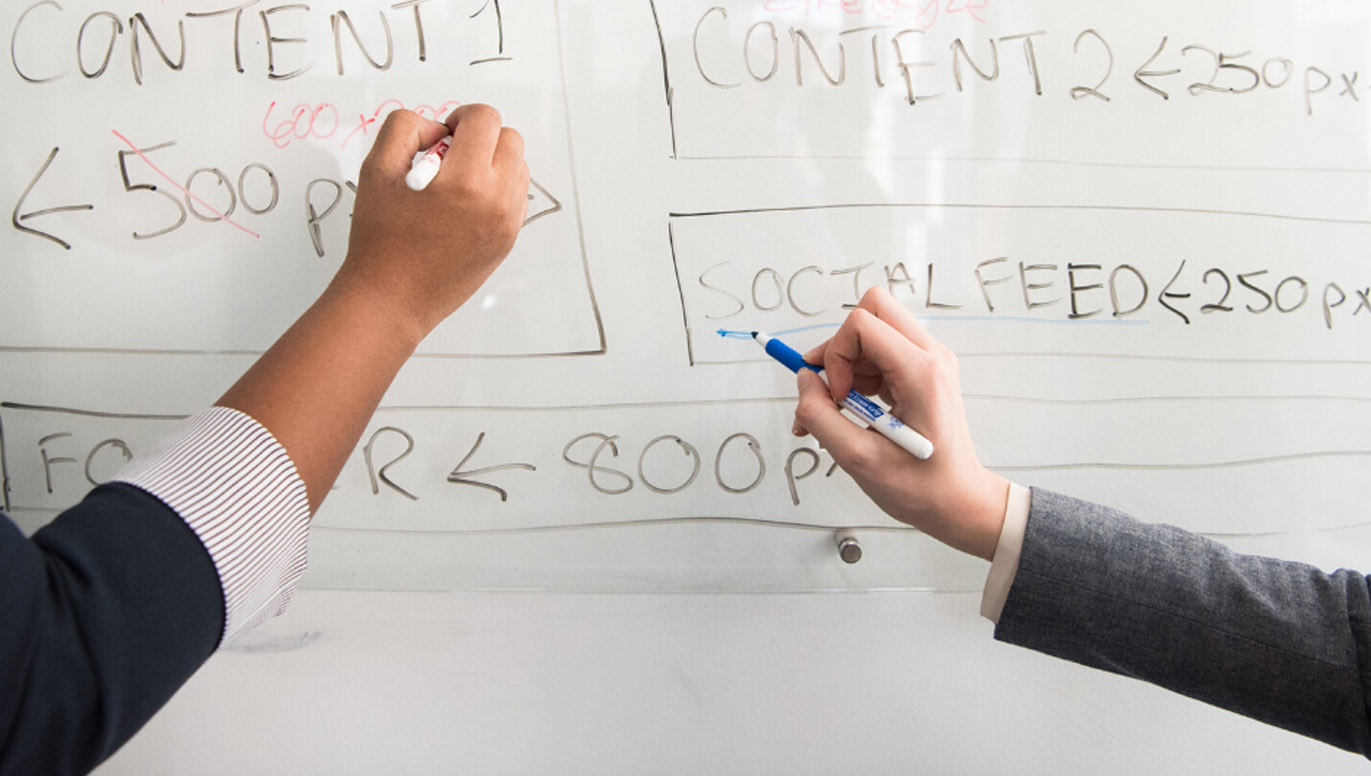 CONTENT 1
600 x
← 500 px
CONTENT 2 ← 250 px
SOCIAL FEED ← 250 px
← 800 px